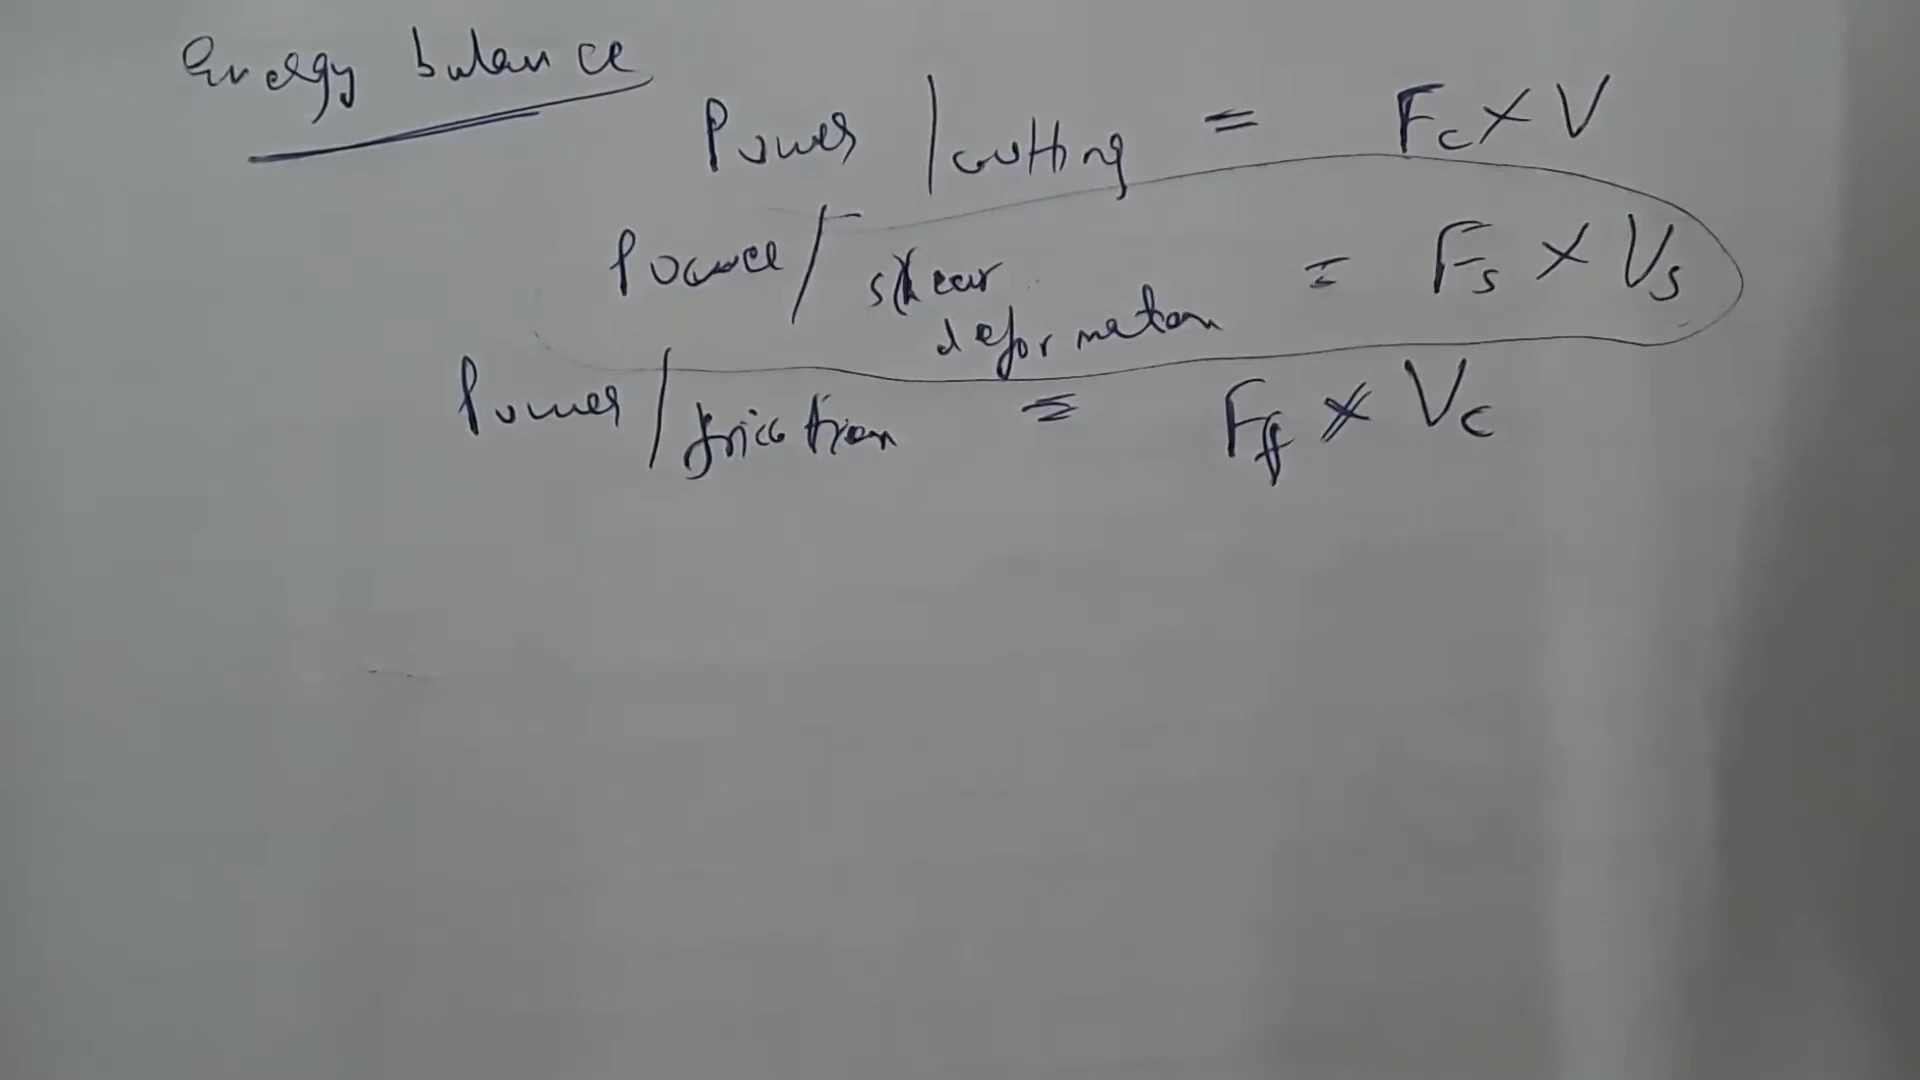 Energy balance
Power / cutting = Fc × V
Power / shear deformation = Fs × Vs
Power / friction = Ff × Vc